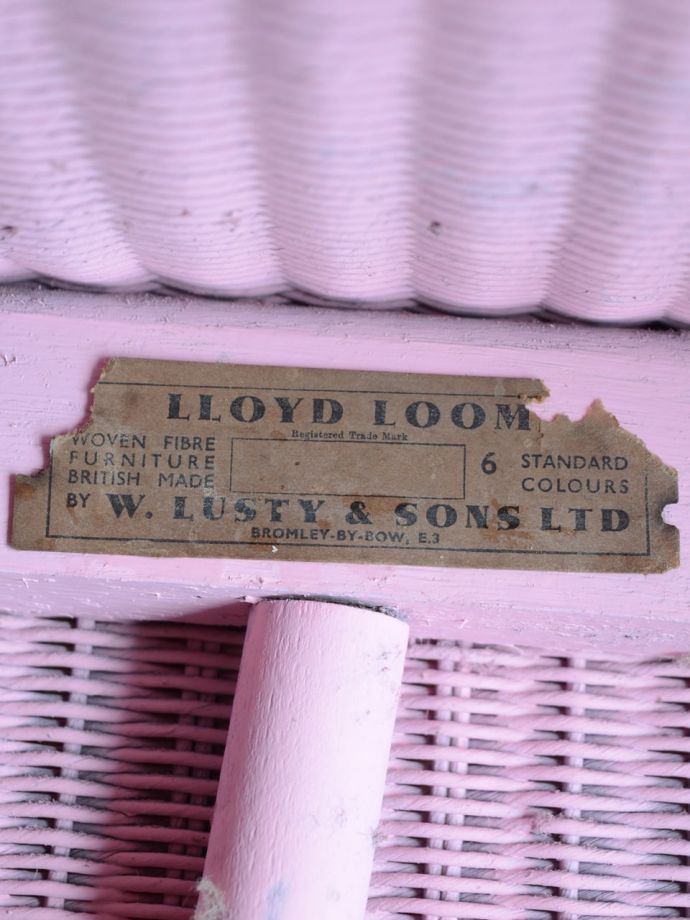 LLOYD LOOM
Registered Trade Mark
WOVEN FIBRE
FURNITURE
BRITISH MADE
6 STANDARD
COLOURS
BY W. LUSTY & SONS LTD
BROMLEY-BY-BOW, E.3